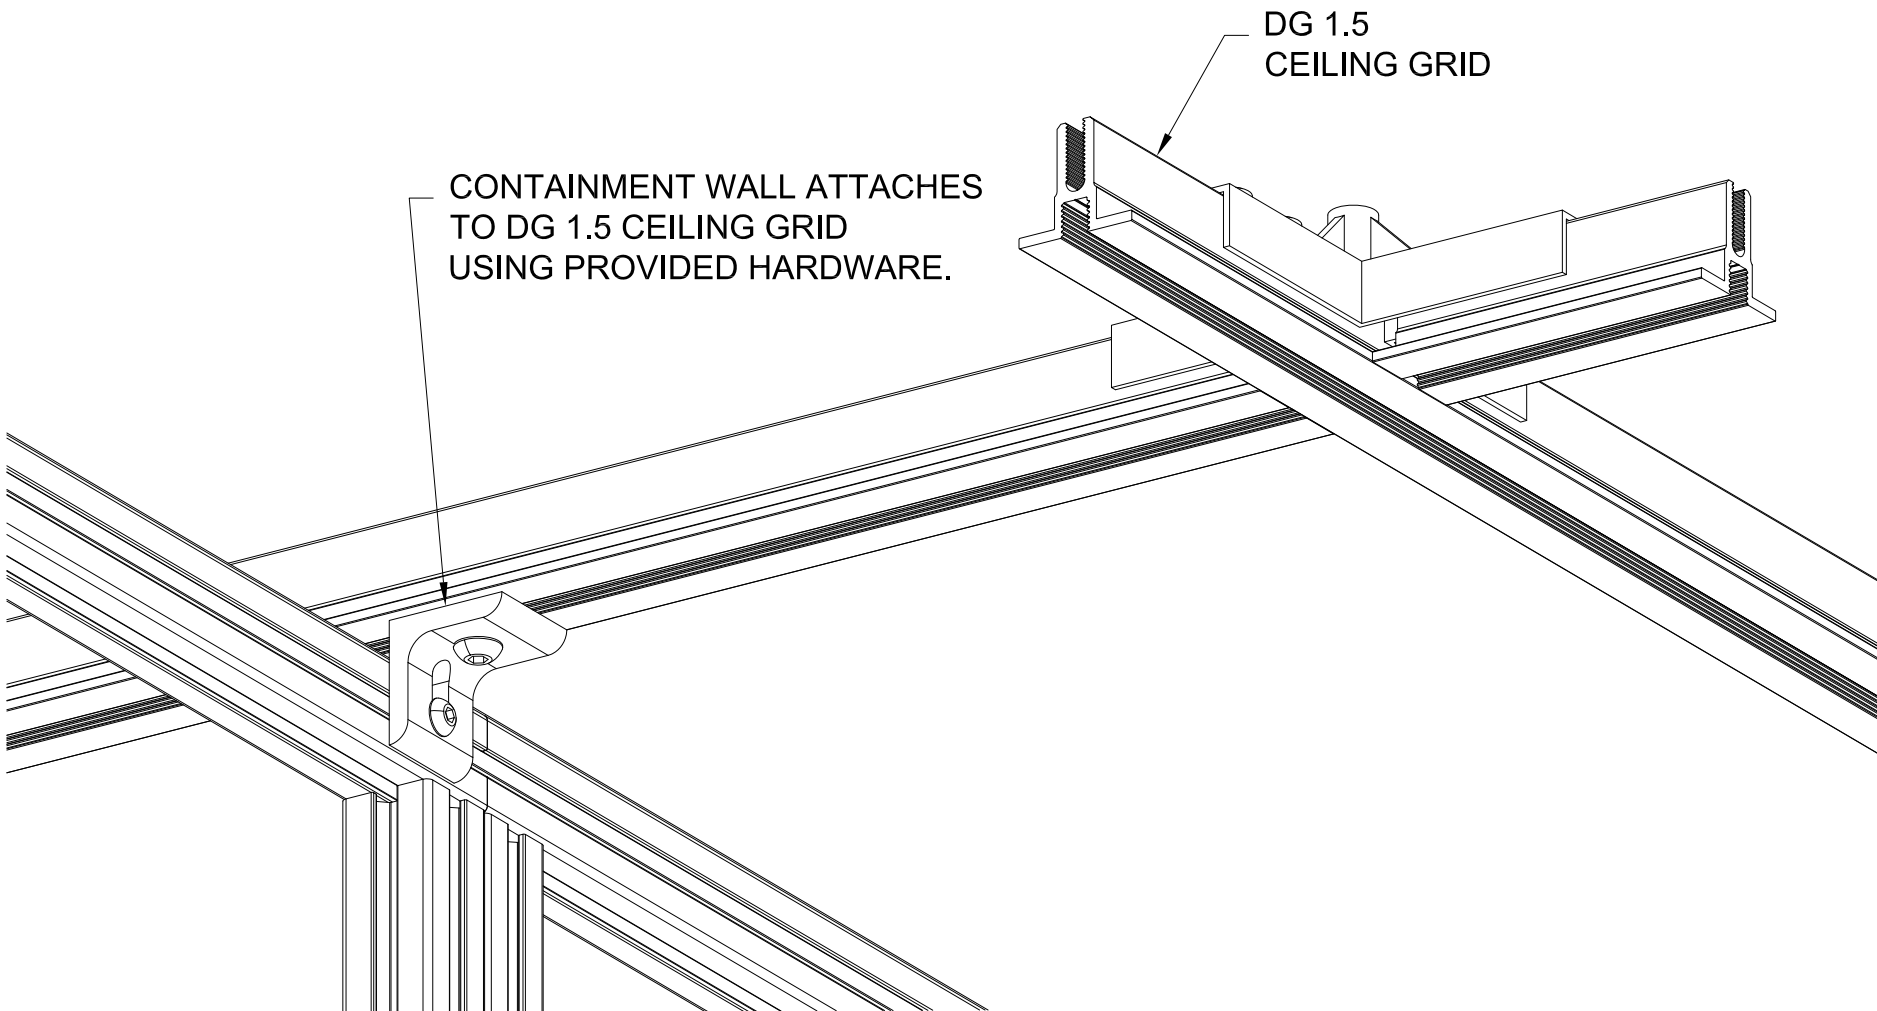 DG 1.5
CEILING GRID
CONTAINMENT WALL ATTACHES
TO DG 1.5 CEILING GRID
USING PROVIDED HARDWARE.